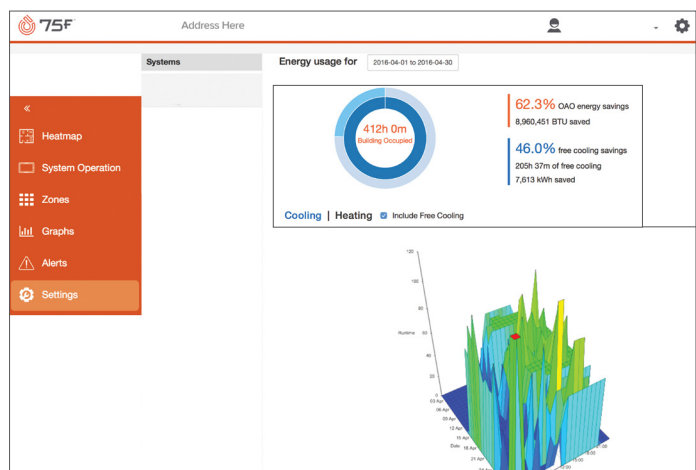 75F
Address Here
-
Systems
Energy usage for
2016-04-01 to 2016-04-30
«
Heatmap
System Operation
Zones
Graphs
Alerts
Settings
412h 0m
Building Occupied
62.3% OAO energy savings
8,960,451 BTU saved
46.0% free cooling savings
205h 37m of free cooling
7,613 kWh saved
Cooling | Heating Include Free Cooling
120
100
80
Runtime
60
40
20
0
03 Apr
06 Apr
09 Apr
12 Apr
15 Apr
Date
18 Apr
21 Apr